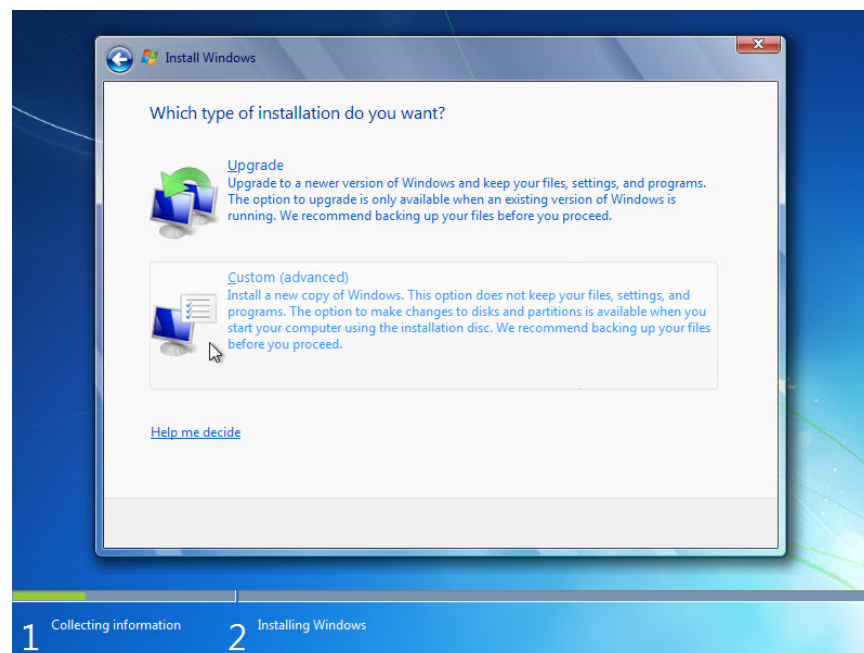 Install Windows
Which type of installation do you want?
Upgrade
Upgrade to a newer version of Windows and keep your files, settings, and programs.
The option to upgrade is only available when an existing version of Windows is
running. We recommend backing up your files before you proceed.
Custom (advanced)
Install a new copy of Windows. This option does not keep your files, settings, and
programs. The option to make changes to disks and partitions is available when you
start your computer using the installation disc. We recommend backing up your files
before you proceed.
Help me decide
1 Collecting information 2 Installing Windows